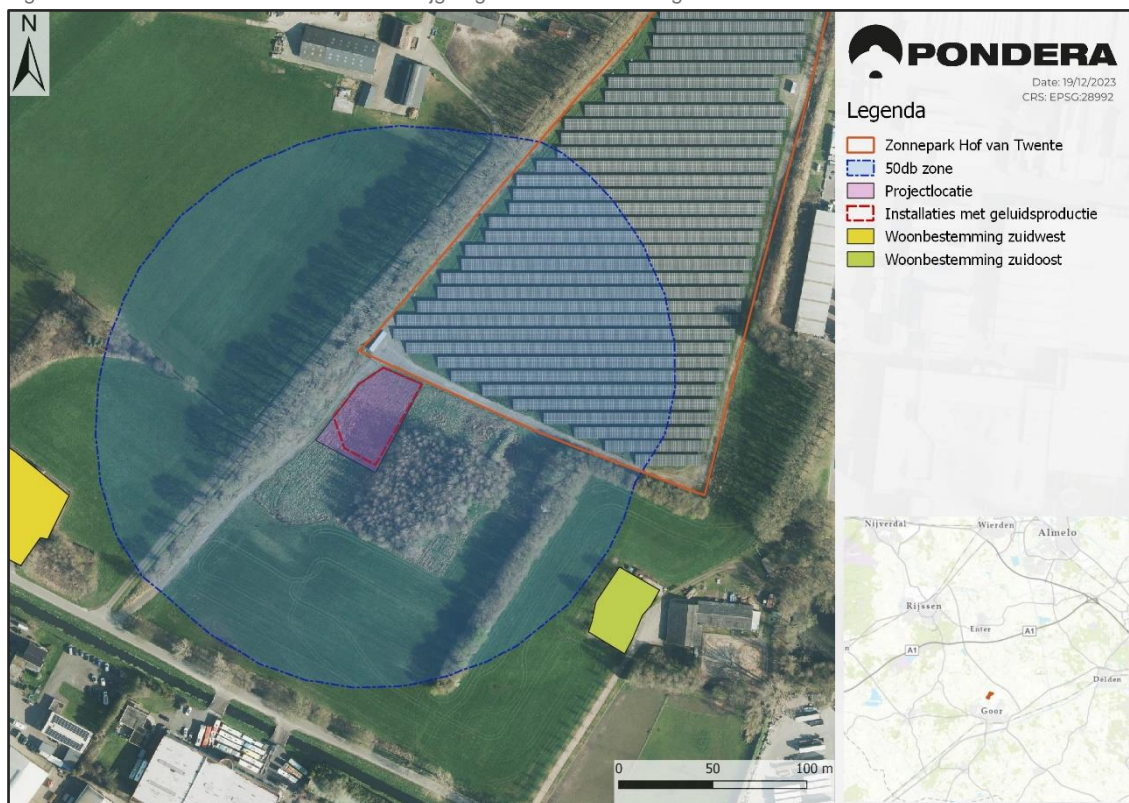 N
PONDERA
Date: 19/12/2023
CRS: EPSG:28992
Legenda
Zonnepark Hof van Twente
50db zone
Projectlocatie
Installaties met geluidsproductie
Woonbestemming zuidwest
Woonbestemming zuidoost
Nijverdal
Wierden
Almelo
Rijssen
Enter
A1
A1
Delden
Goor
0 50 100 m